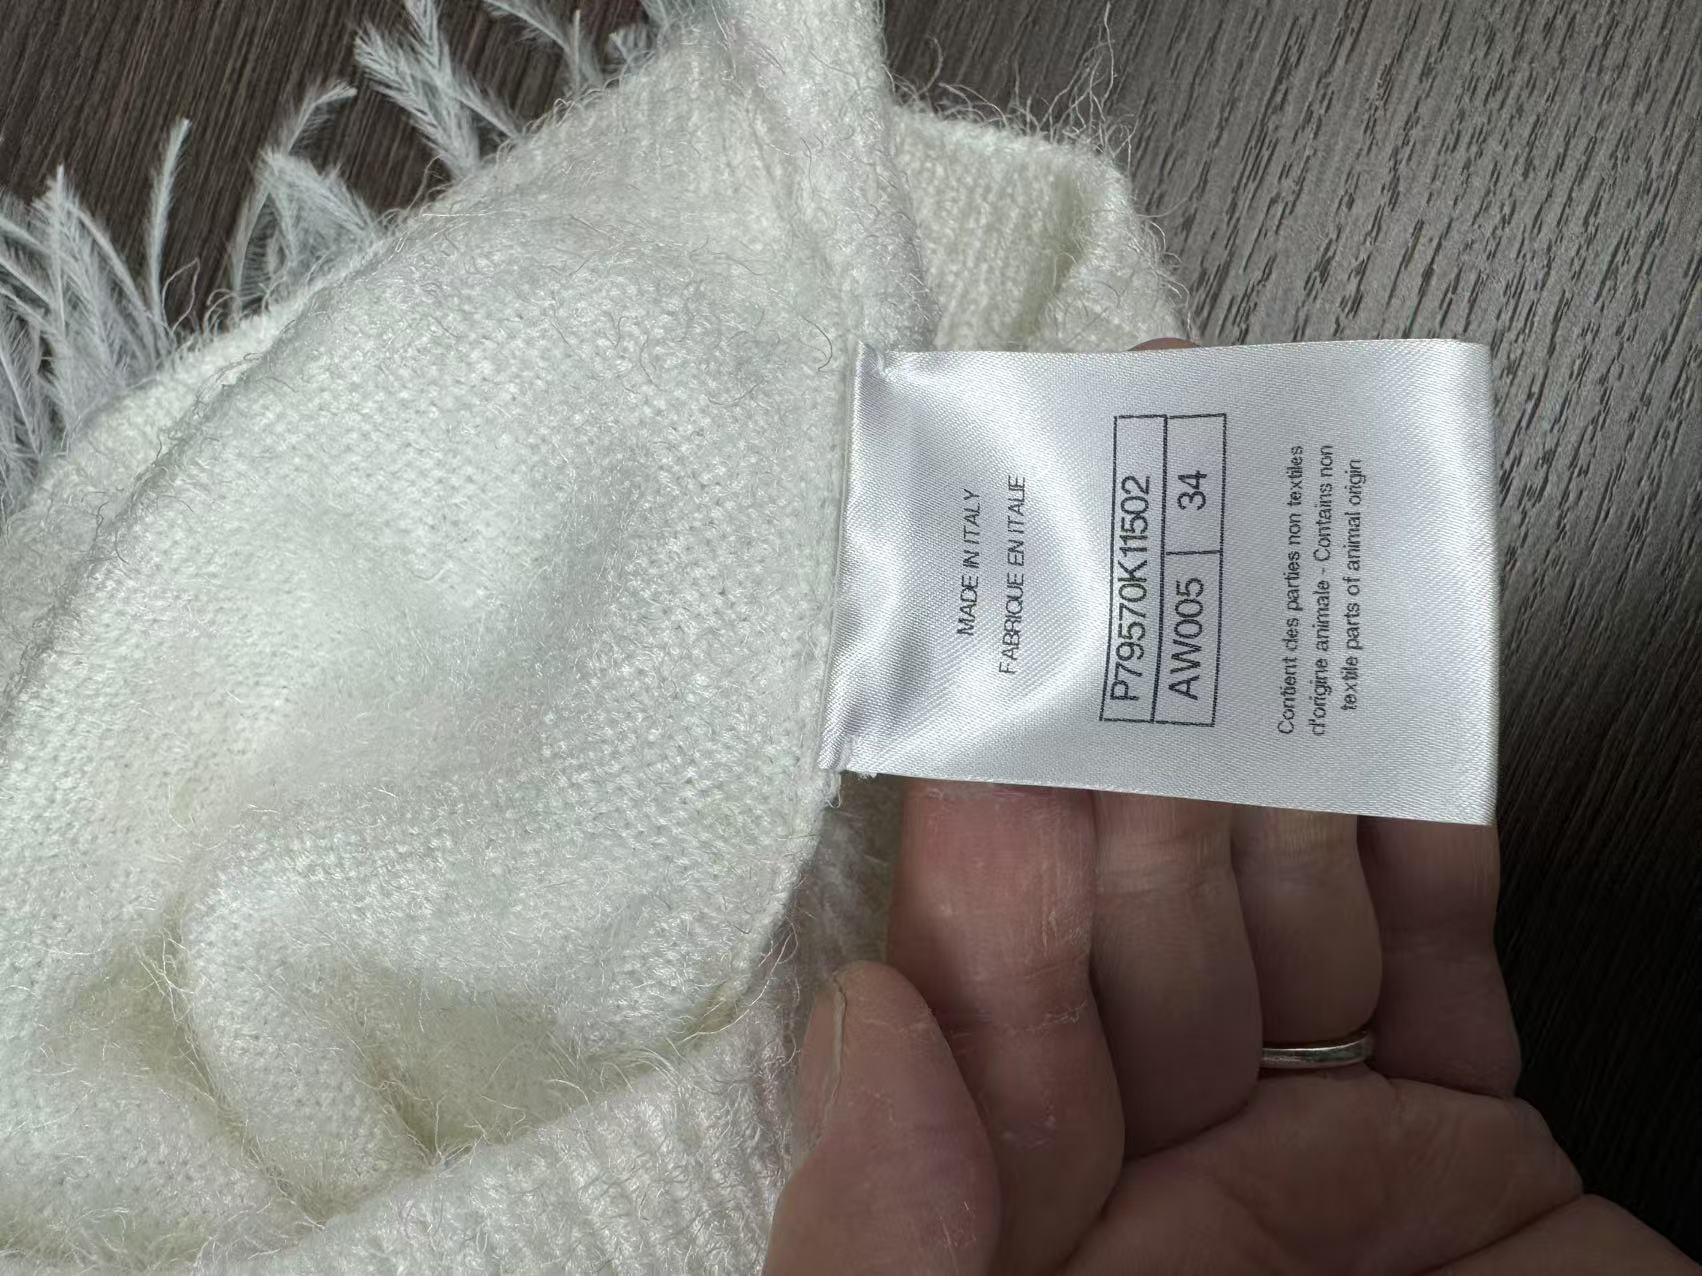 MADE IN ITALY
FABRIQUE EN ITALIE
P79570K11502
AW005 34
Contient des parties non textiles
d'origine animale - Contains non
textile parts of animal origin